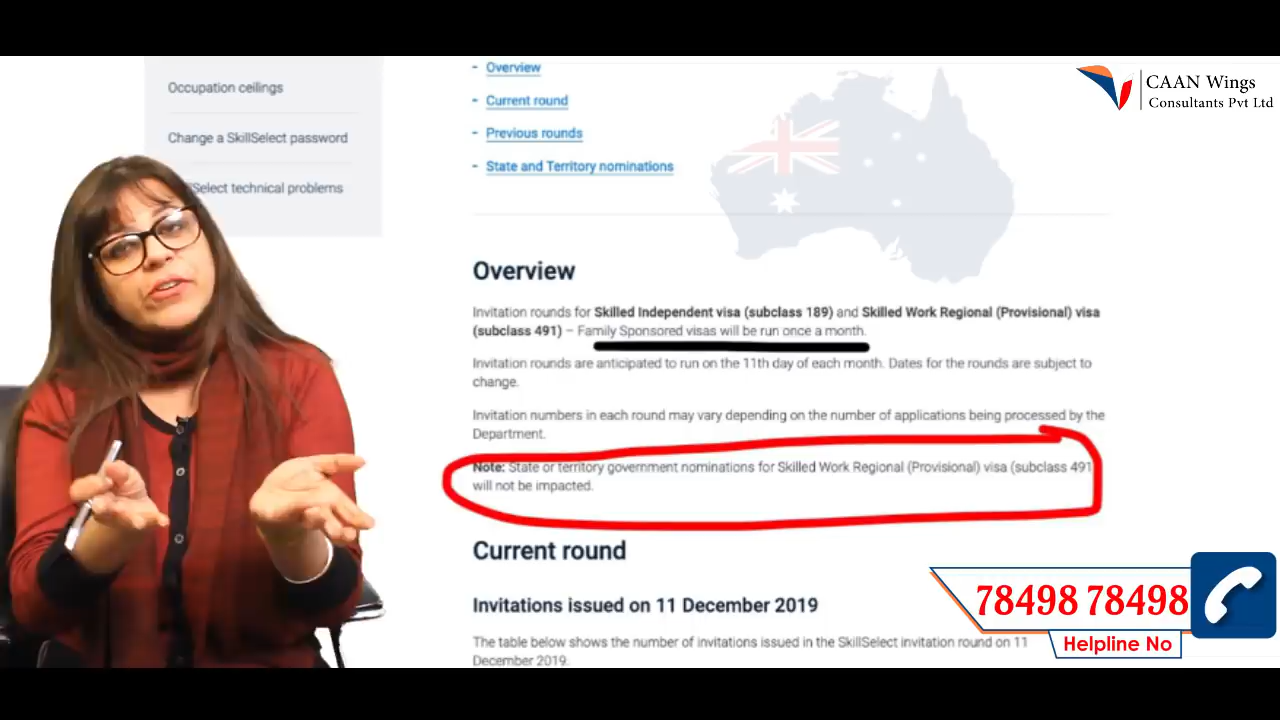 Occupation ceilings
Change a SkillSelect password
Select technical problems
- Overview
- Current round
- Previous rounds
- State and Territory nominations
CAAN Wings
Consultants Pvt Ltd
Overview
Invitation rounds for Skilled Independent visa (subclass 189) and Skilled Work Regional (Provisional) visa
(subclass 491) – Family Sponsored visas will be run once a month.
Invitation rounds are anticipated to run on the 11th day of each month. Dates for the rounds are subject to
change.
Invitation numbers in each round may vary depending on the number of applications being processed by the
Department.
Note: State or territory government nominations for Skilled Work Regional (Provisional) visa (subclass 491
will not be impacted.
Current round
Invitations issued on 11 December 2019
The table below shows the number of invitations issued in the SkillSelect invitation round on 11
December 2019.
78498 78498
Helpline No